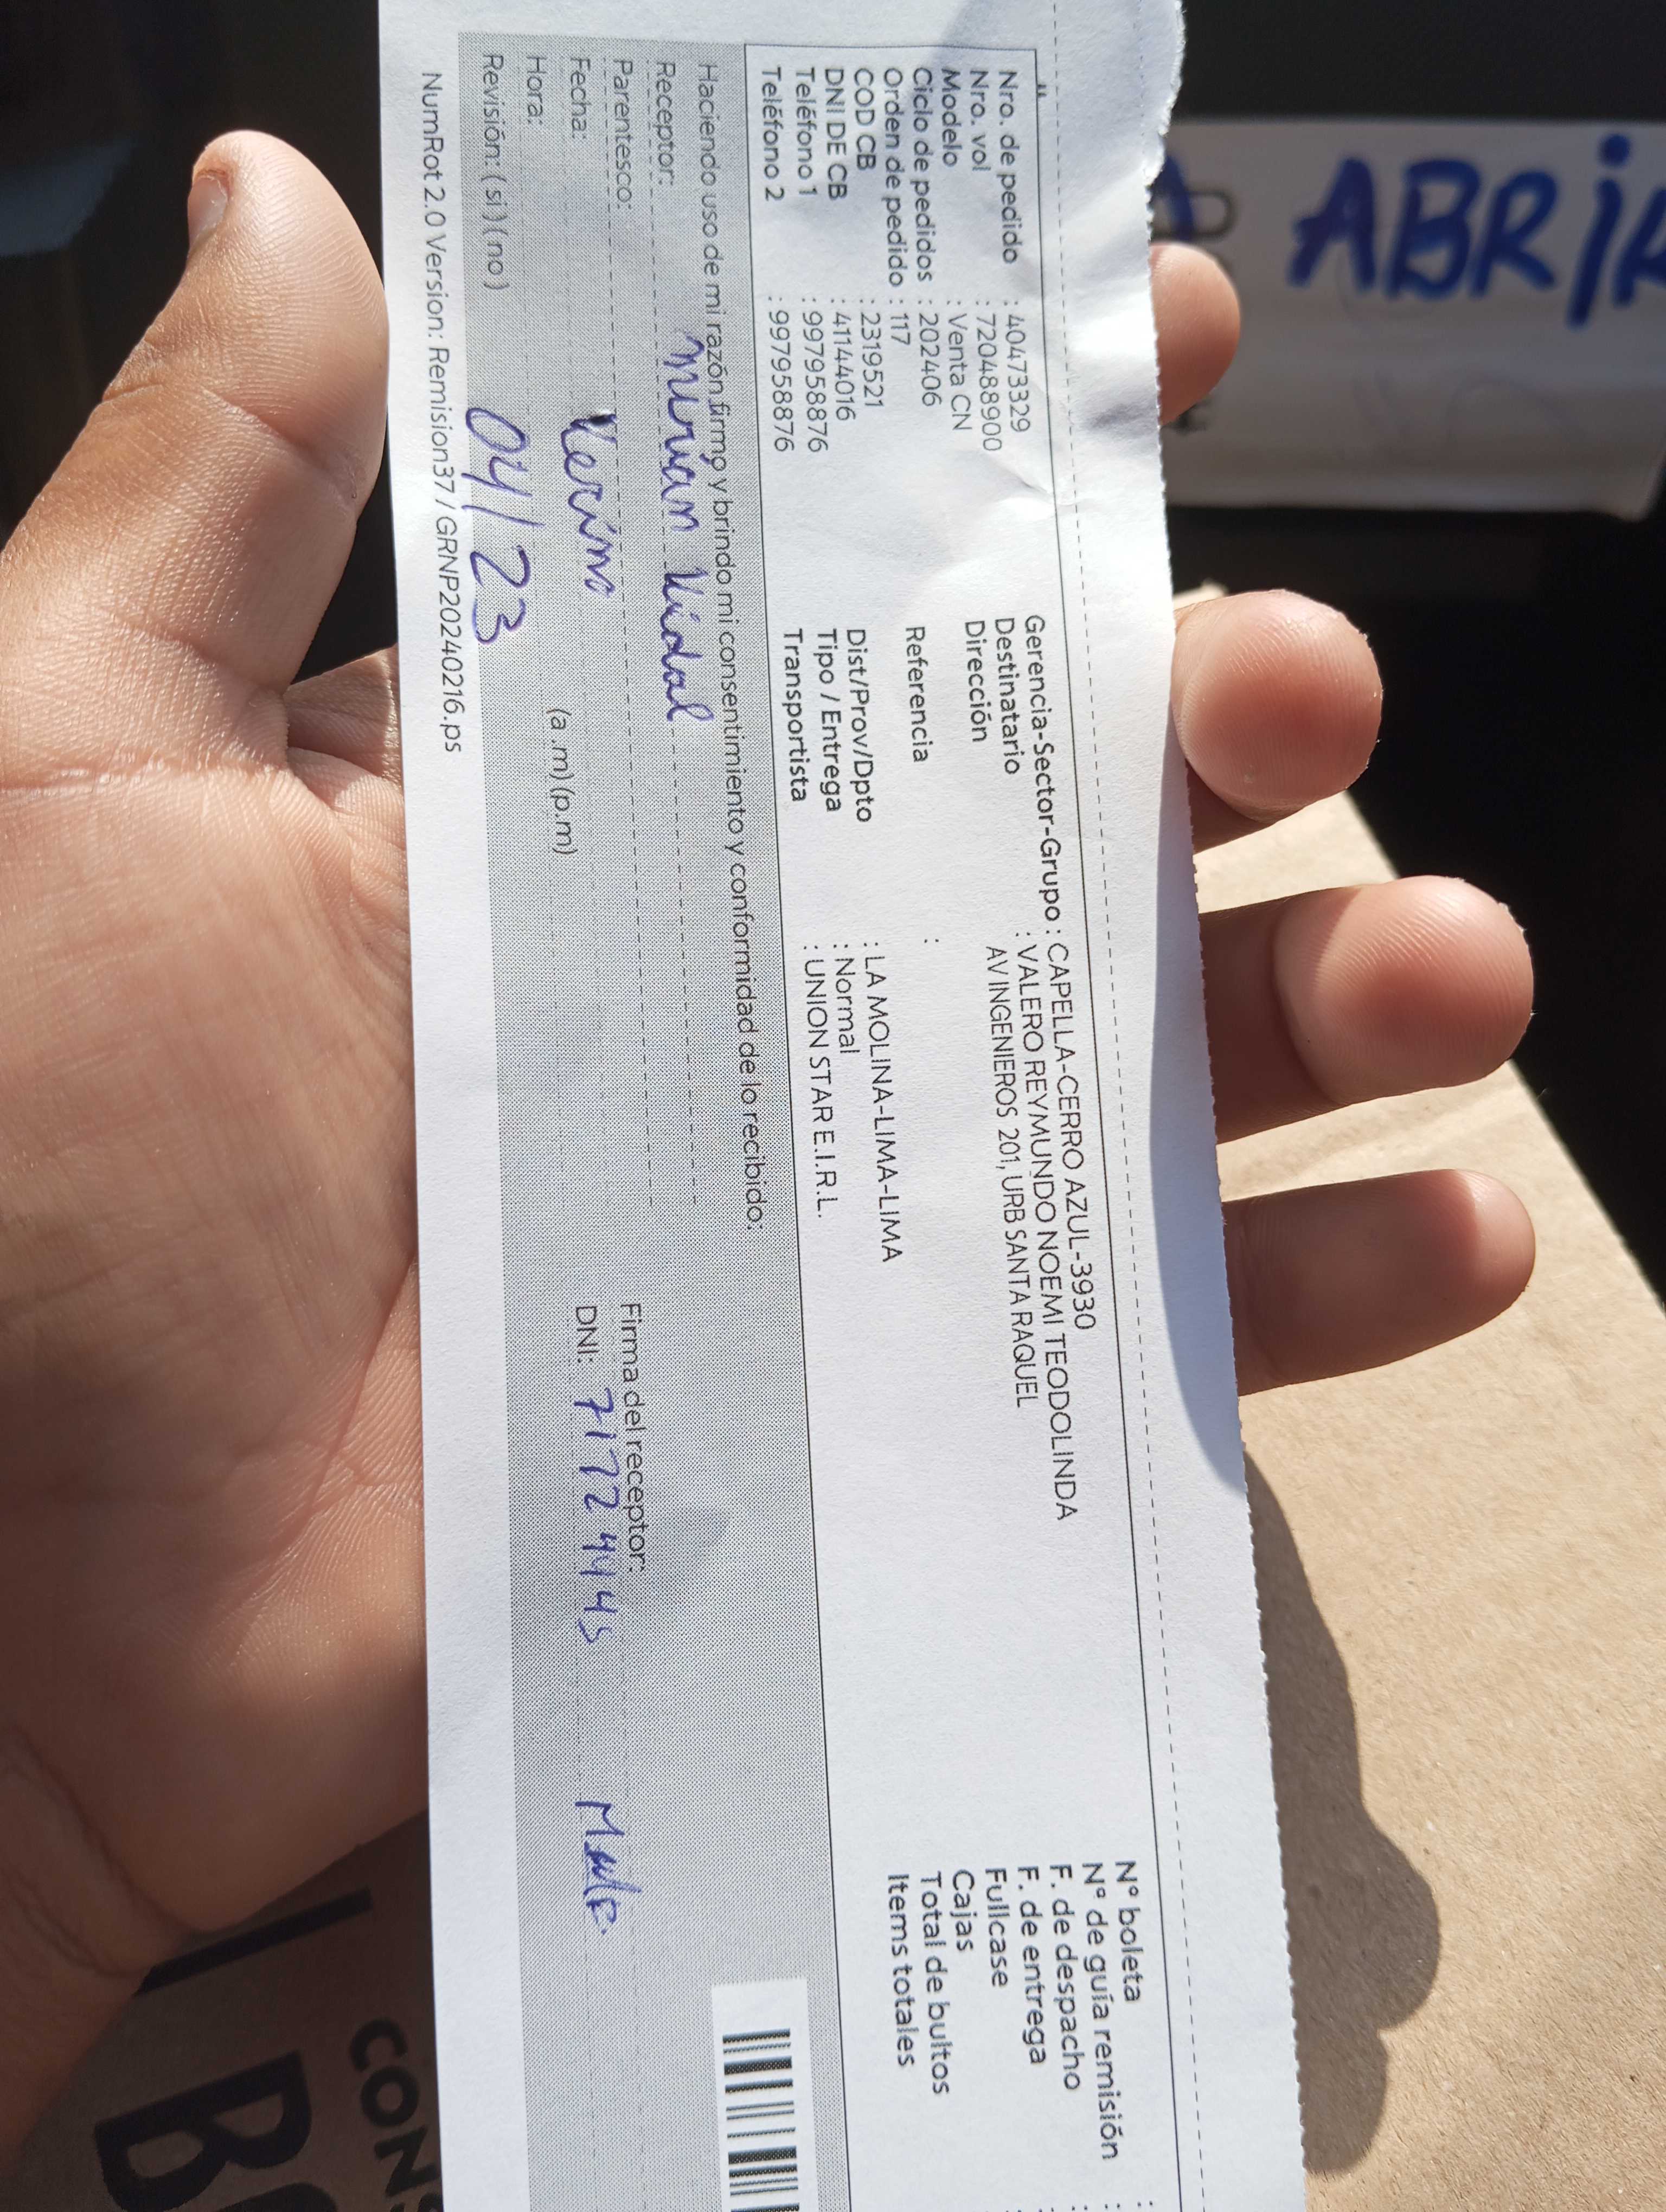 Nro. de pedido : 40473329
Nro. vol : 7204888900
Modelo : Venta CN
Ciclo de pedidos : 202406
Orden de pedido : 117
COD CB : 2319521
DNI DE CB : 41144016
Teléfono 1 : 997958876
Teléfono 2 : 997958876
Gerencia-Sector-Grupo : CAPELLA-CERRO AZUL-3930
Destinatario : VALERO REYMUNDO NOEMI TEODOLINDA
Dirección AV INGENIEROS 201, URB SANTA RAQUEL
Referencia :
Dist/Prov/Dpto : LA MOLINA-LIMA-LIMA
Tipo / Entrega : Normal
Transportista : UNION STAR E.I.R.L.
N° boleta :
N° de guía remisión :
F. de despacho :
F. de entrega :
Fullcase :
Cajas
Total de bultos
Items totales
Haciendo uso de mi razón firmo y brindo mi consentimiento y conformidad de lo recibido:
Receptor: Mirian Vidal
Parentesco:
Fecha: Vecina
Hora: (a.m) (p.m)
Revisión: (si) (no) 04/23
Firma del receptor:
DNI: 71724445
NumRot 2.0 Version: Remision37 / GRNP20240216.ps
ABRIR
CONS